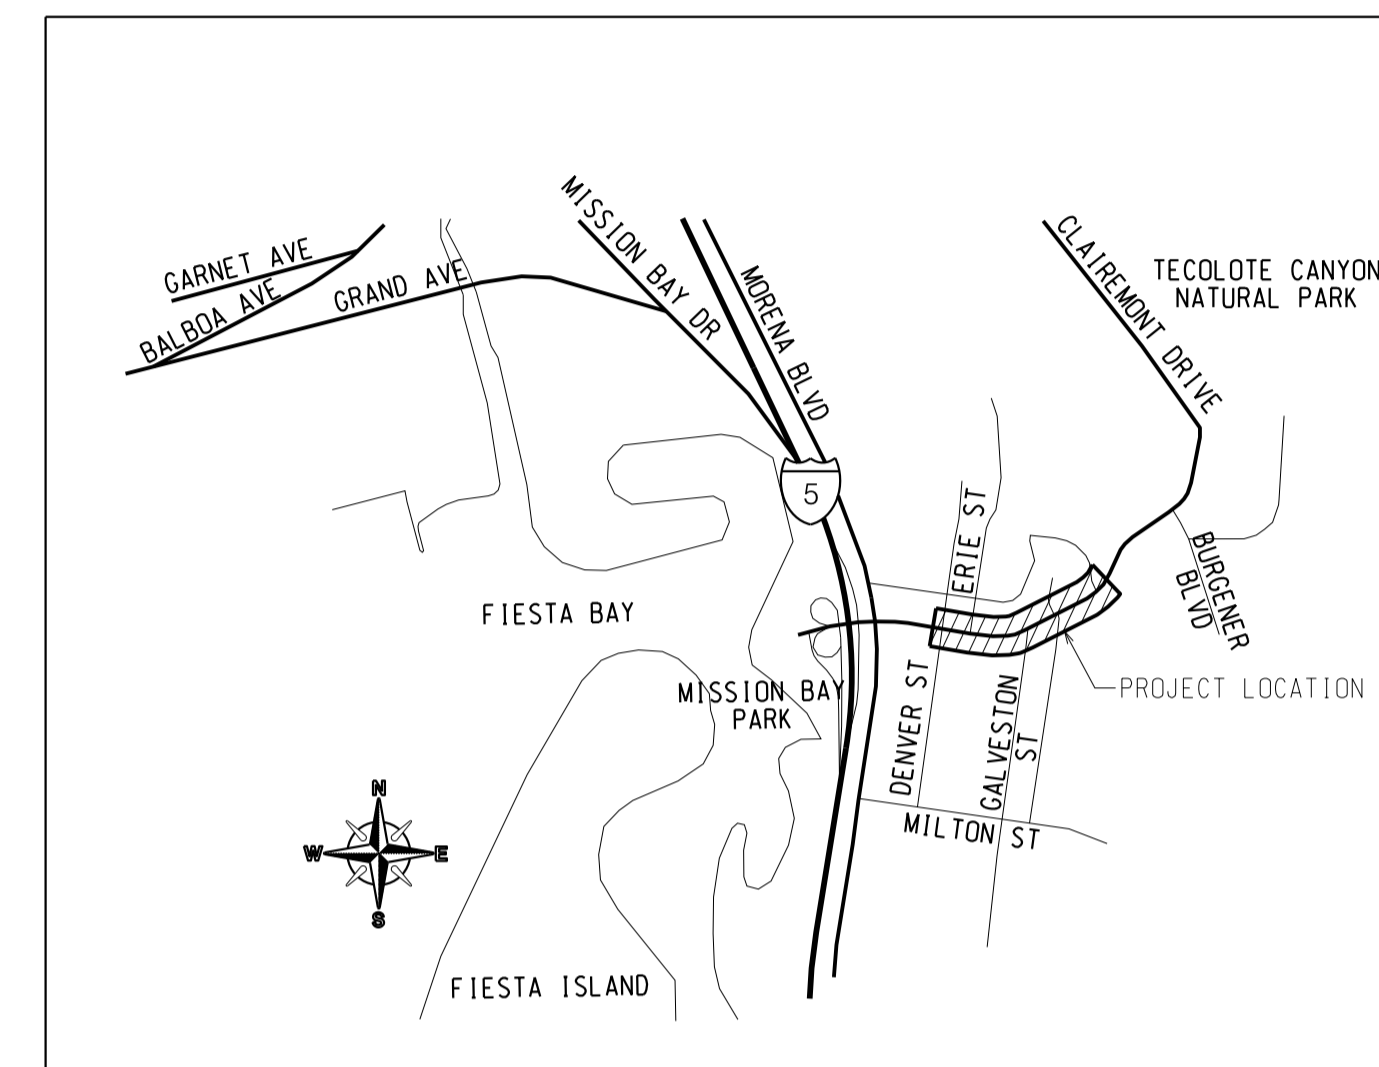 MISSION BAY DR
GARNET AVE
BALBOA AVE
GRAND AVE
MORENA BLVD
CLAIREMONT DRIVE
TECOLOTE CANYON
NATURAL PARK
5
ERIE ST
BURGENER
BLVD
FIESTA BAY
MISSION BAY
PARK
PROJECT LOCATION
DENVER ST
GALVESTON
ST
MILTON ST
N
W
E
S
FIESTA ISLAND